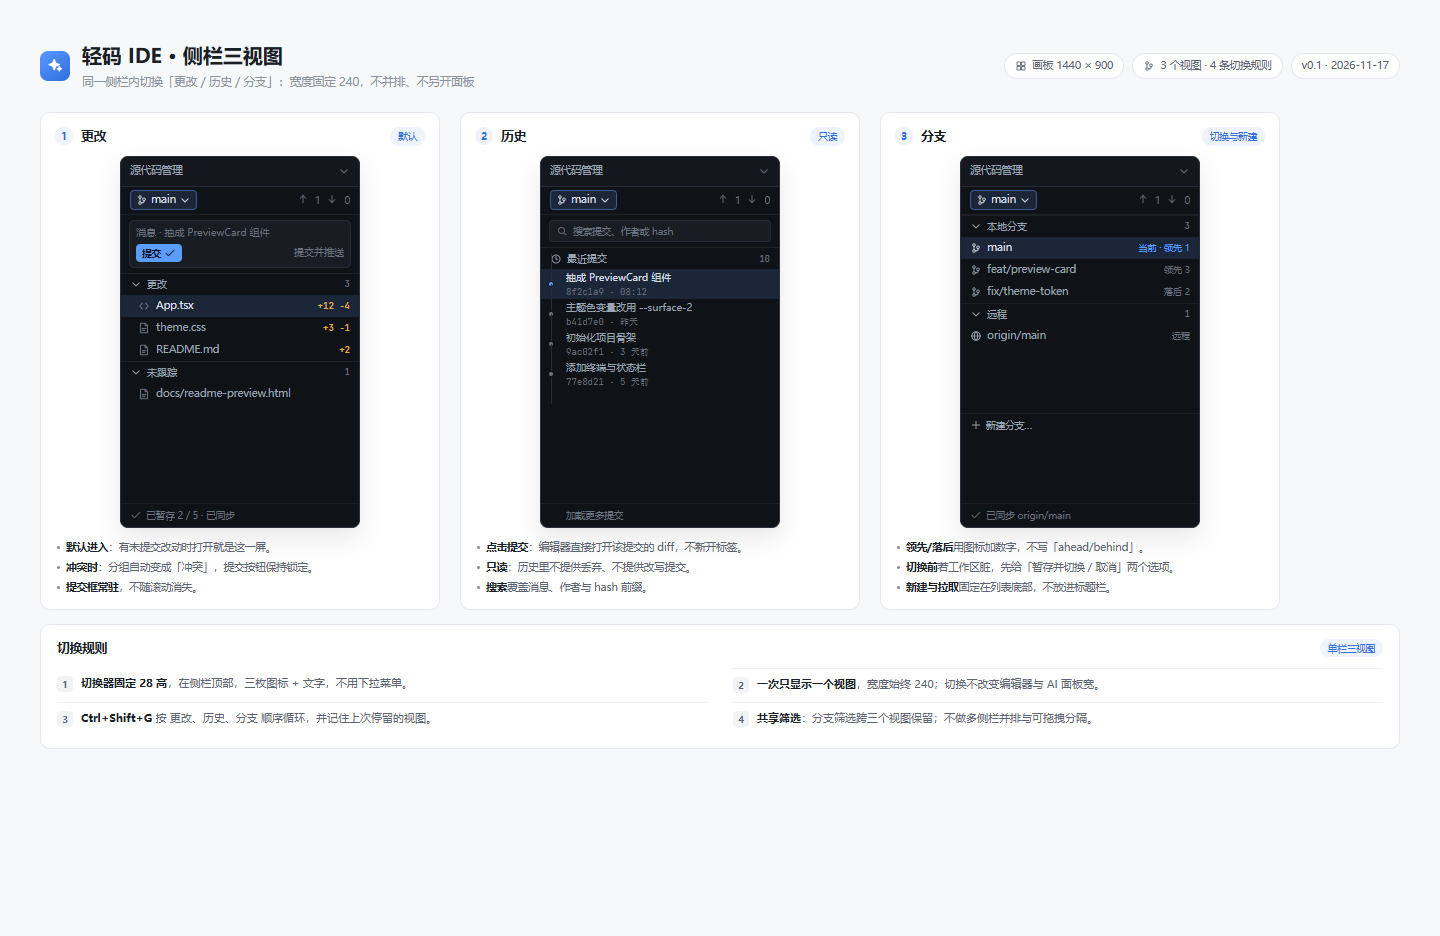 轻码 IDE · 侧栏三视图
同一侧栏内切换「更改 / 历史 / 分支」：宽度固定 240，不并排、不另开面板
画板 1440 × 900
3 个视图 · 4 条切换规则
v0.1 · 2026-11-17
1 更改 默认
源代码管理
main ↑ 1 ↓ 0
消息 · 抽成 PreviewCard 组件
提交 ✓ 提交并推送
更改 3
App.tsx +12 -4
theme.css +3 -1
README.md +2
未跟踪 1
docs/readme-preview.html
已暂存 2 / 5 · 已同步
默认进入：有未提交改动时打开就是这一屏。
冲突时：分组自动变成「冲突」，提交按钮保持锁定。
提交框常驻，不随滚动消失。
2 历史 只读
源代码管理
main ↑ 1 ↓ 0
搜索提交、作者或 hash
最近提交 10
抽成 PreviewCard 组件
8f2c1a9 · 08:12
主题色变量改用 --surface-2
b41d7e0 · 昨天
初始化项目骨架
9ac02f1 · 3 天前
添加终端与状态栏
77e8d21 · 5 天前
加载更多提交
点击提交：编辑器直接打开该提交的 diff，不新开标签。
只读：历史里不提供丢弃、不提供改写提交。
搜索覆盖消息、作者与 hash 前缀。
3 分支 切换与新建
源代码管理
main ↑ 1 ↓ 0
本地分支 3
main 当前 · 领先 1
feat/preview-card 领先 3
fix/theme-token 落后 2
远程 1
origin/main 远程
新建分支…
已同步 origin/main
领先/落后用图标加数字，不写「ahead/behind」。
切换前若工作区脏，先给「暂存并切换 / 取消」两个选项。
新建与拉取固定在列表底部，不放进标题栏。
切换规则 单栏三视图
1 切换器固定 28 高，在侧栏顶部，三枚图标 + 文字，不用下拉菜单。
2 一次只显示一个视图，宽度始终 240；切换不改变编辑器与 AI 面板宽。
3 Ctrl+Shift+G 按 更改、历史、分支 顺序循环，并记住上次停留的视图。
4 共享筛选：分支筛选跨三个视图保留；不做多侧栏并排与可拖拽分隔。